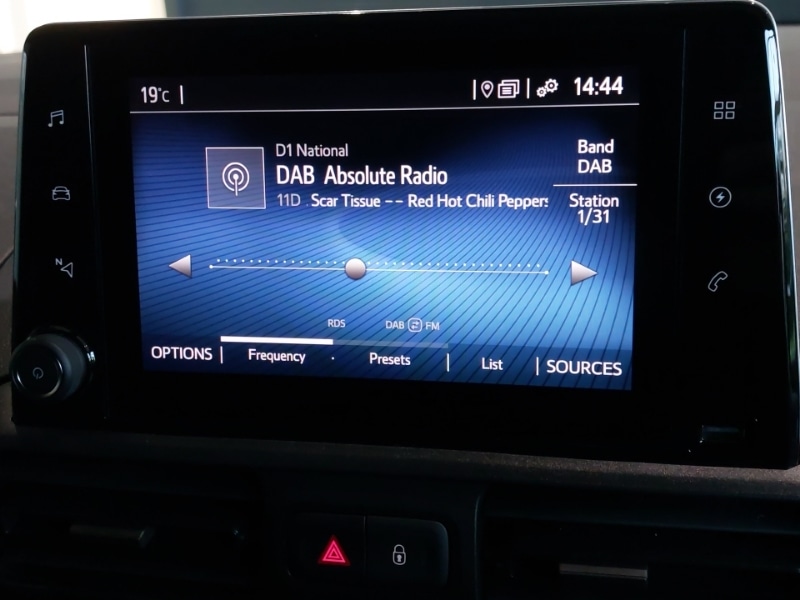 19°C
14:44
D1 National
DAB Absolute Radio
11D Scar Tissue -- Red Hot Chili Peppers
Band
DAB
Station
1/31
N
RDS
DAB FM
OPTIONS
Frequency
Presets
List
SOURCES